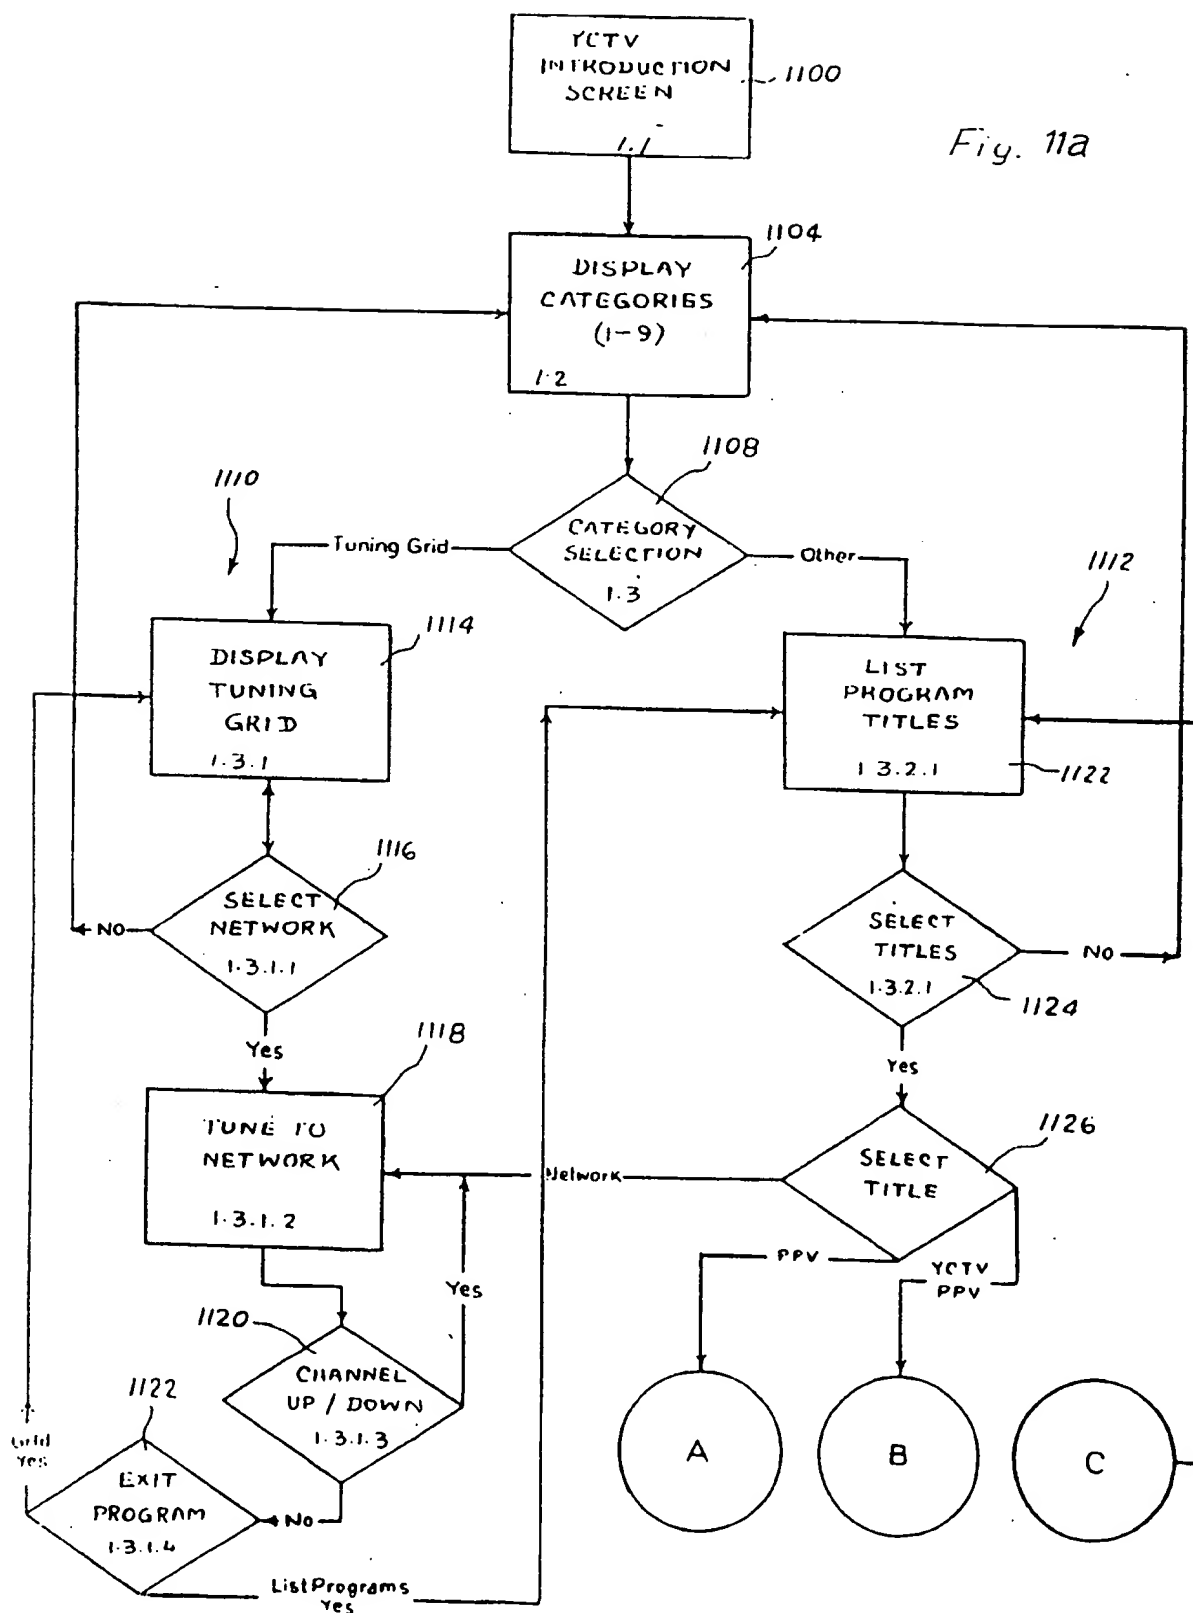 YCTV
INTRODUCTION
SCREEN
1.1
1100
Fig. 11a
1104
DISPLAY
CATEGORIES
(1-9)
1.2
1108
1110
CATEGORY
SELECTION
1.3
Tuning Grid
Other
1112
1114
DISPLAY
TUNING
GRID
1.3.1
LIST
PROGRAM
TITLES
1.3.2.1
1122
1116
SELECT
NETWORK
1.3.1.1
NO
SELECT
TITLES
1.3.2.1
NO
1124
Yes
1118
Yes
TUNE TO
NETWORK
1.3.1.2
Network
1126
SELECT
TITLE
PPV
YCTV
PPV
Yes
1120
CHANNEL
UP / DOWN
1.3.1.3
1122
Grid
Yes
EXIT
PROGRAM
1.3.1.4
No
A
B
C
List Programs
Yes